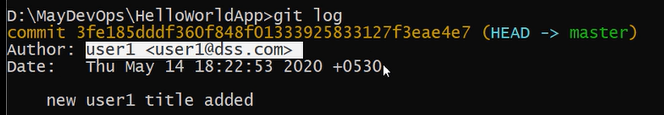 D:\MayDevOps\HelloWorldApp>git log
commit 3fe185dddf360f848f01333925833127f3eae4e7 (HEAD -> master)
Author: user1 <user1@dss.com>
Date:   Thu May 14 18:22:53 2020 +0530
    new user1 title added